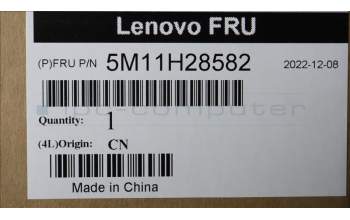 Lenovo FRU
(P)FRU P/N 5M11H28582 2022-12-08
Quantity: 1
(4L)Origin: CN
Made in China